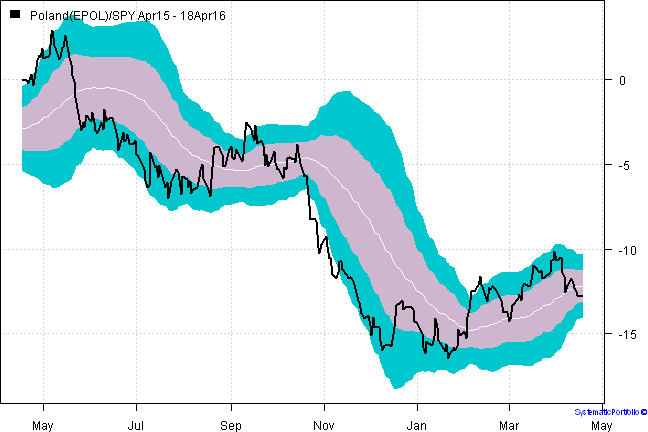 Poland(EPOL)/SPY Apr15 - 18Apr16
0
-5
-10
-15
SystematicPortfolio ©
May Jul Sep Nov Jan Mar May